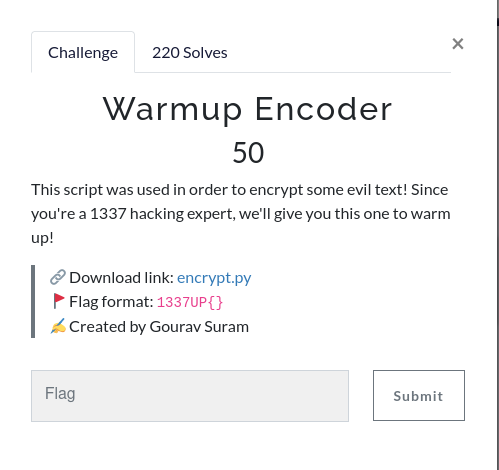 Challenge 220 Solves ×
Warmup Encoder
50
This script was used in order to encrypt some evil text! Since
you're a 1337 hacking expert, we'll give you this one to warm
up!
🔗 Download link: encrypt.py
🚩 Flag format: 1337UP{}
✍️ Created by Gourav Suram
Flag Submit